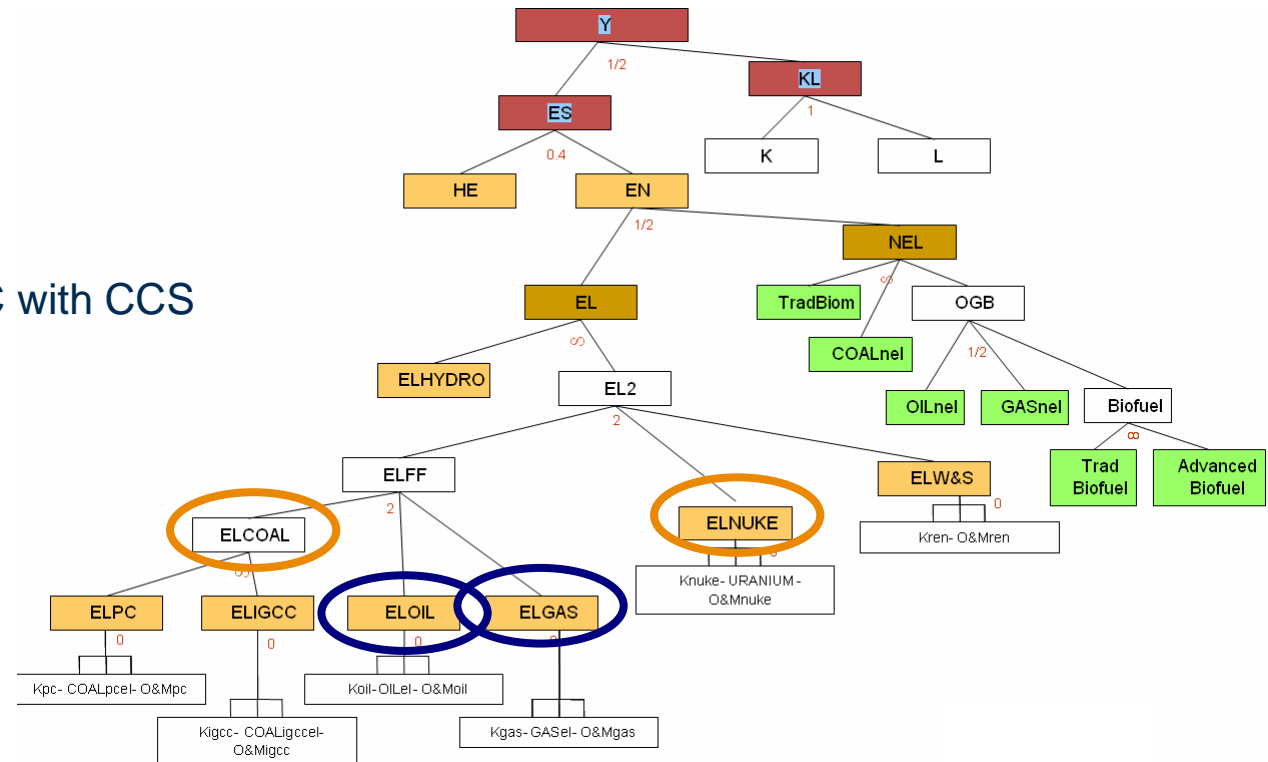 Y
1/2
KL
ES
1
0.4
K
L
HE
EN
1/2
NEL
C with CCS
∞
EL
TradBiom
OGB
∞
COALnel
1/2
ELHYDRO
EL2
OILnel
GASnel
Biofuel
2
∞
ELFF
Trad
Biofuel
Advanced
Biofuel
ELW&S
2
0
ELCOAL
ELNUKE
Kren- O&Mren
∞
Knuke- URANIUM -
O&Mnuke
ELPC
ELIGCC
ELOIL
ELGAS
0
0
0
Kpc- COALpcel- O&Mpc
Koil-OILel- O&Moil
Kigcc- COALigccel-
O&Migcc
Kgas- GASel- O&Mgas